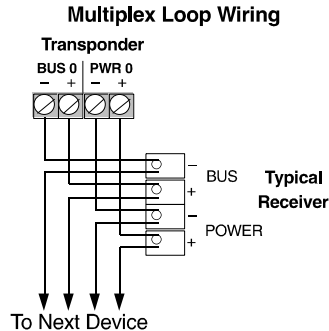 Multiplex Loop Wiring
Transponder
BUS 0 PWR 0
− + − +
−
BUS
+
Typical
Receiver
−
POWER
+
To Next Device